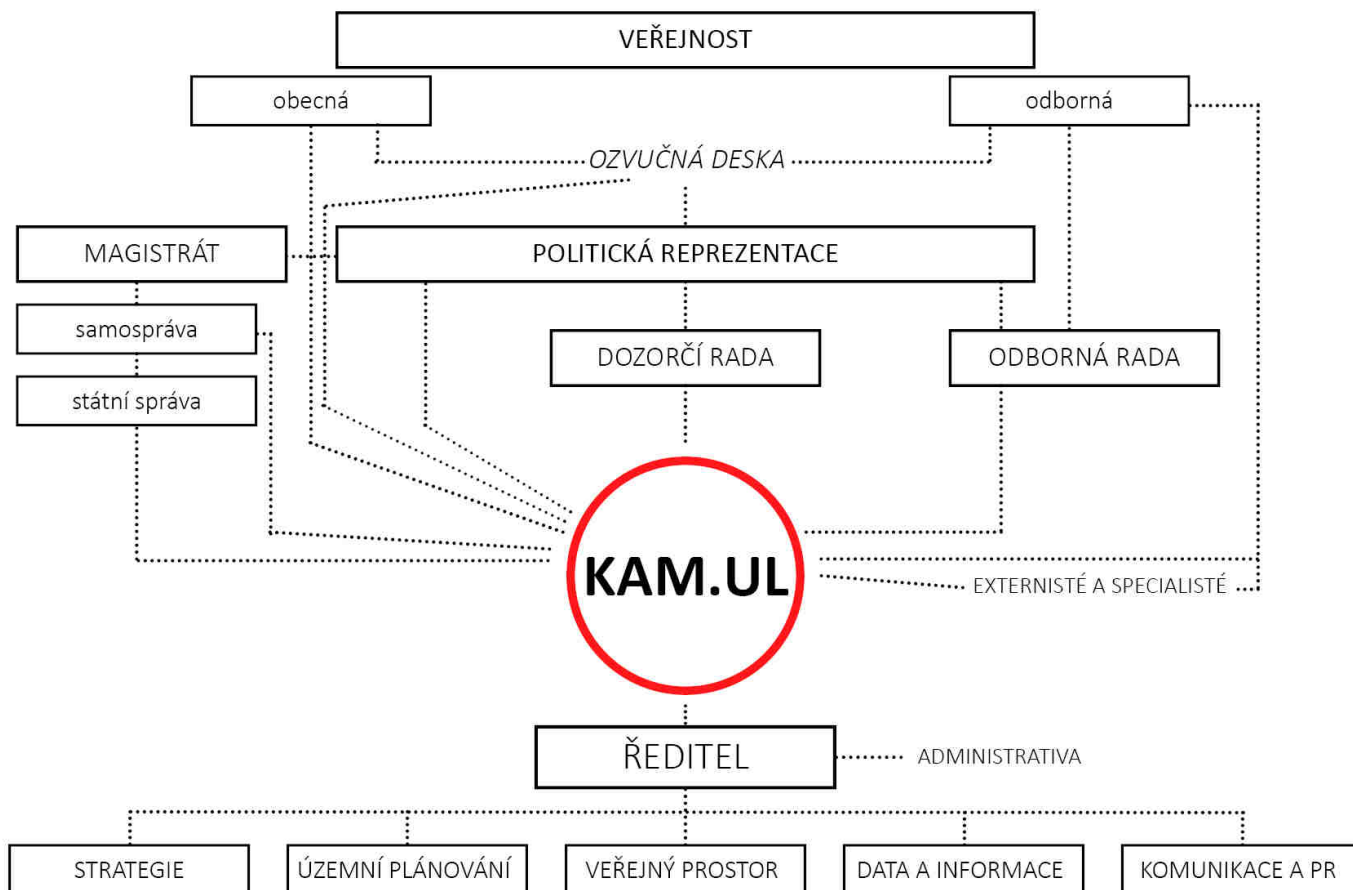 VEŘEJNOST
obecná
odborná
OZVUČNÁ DESKA
MAGISTRÁT
POLITICKÁ REPREZENTACE
samospráva
DOZORČÍ RADA
ODBORNÁ RADA
státní správa
KAM.UL
EXTERNISTÉ A SPECIALISTÉ
ŘEDITEL
ADMINISTRATIVA
STRATEGIE
ÚZEMNÍ PLÁNOVÁNÍ
VEŘEJNÝ PROSTOR
DATA A INFORMACE
KOMUNIKACE A PR